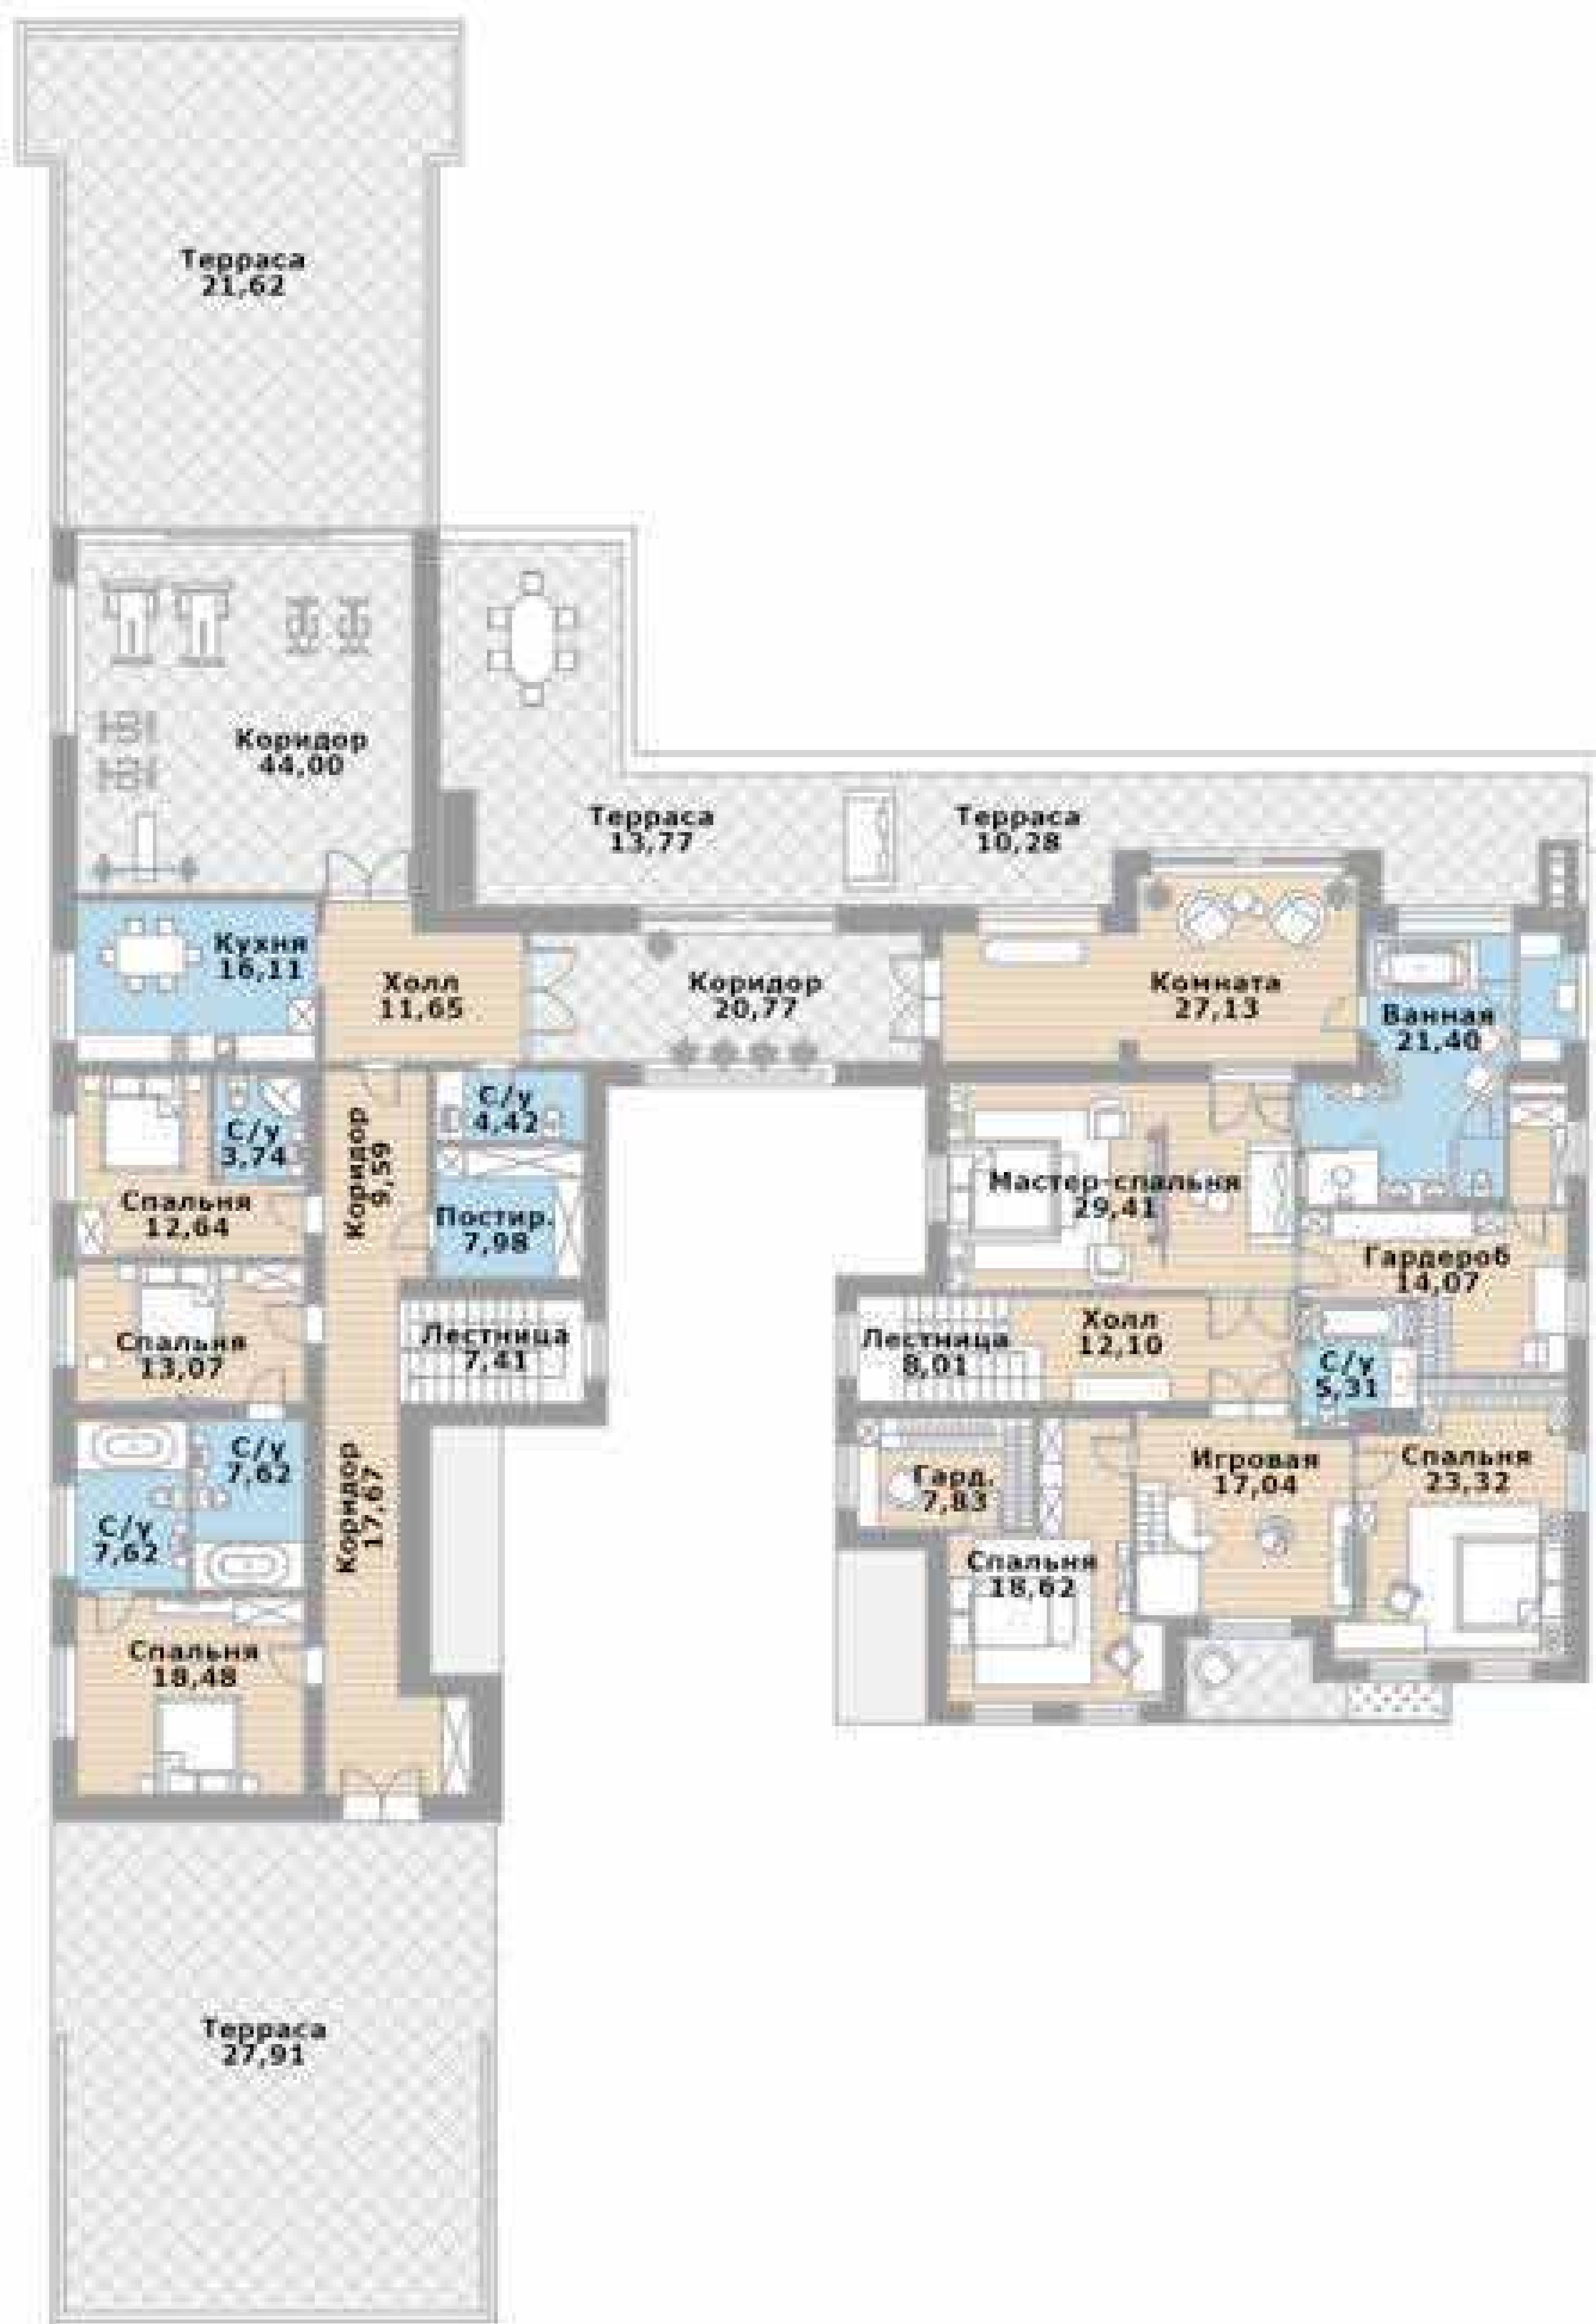 Терраса
21,62
Коридор
44,00
Терраса
13,77
Терраса
10,28
Кухня
16,11
Холл
11,65
Коридор
20,77
Комната
27,13
Ванная
21,40
С/у
3,74
Коридор
9,59
С/у
4,42
Спальня
12,64
Постир.
7,98
Мастер-спальня
29,41
Гардероб
14,07
Спальня
13,07
Лестница
7,41
Лестница
8,01
Холл
12,10
С/у
5,31
С/у
7,62
С/у
7,62
Коридор
17,67
Гард.
7,83
Игровая
17,04
Спальня
23,32
Спальня
18,62
Спальня
18,48
Терраса
27,91